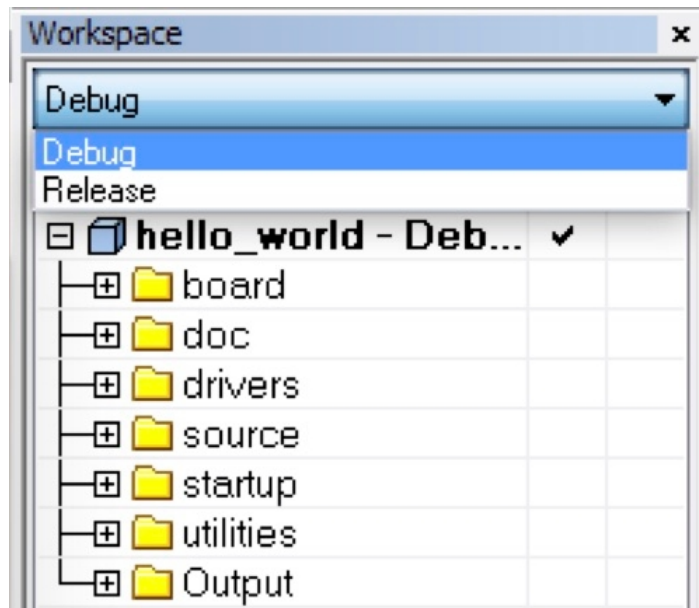 Workspace
Debug
Debug
Release
hello_world - Deb...
board
doc
drivers
source
startup
utilities
Output